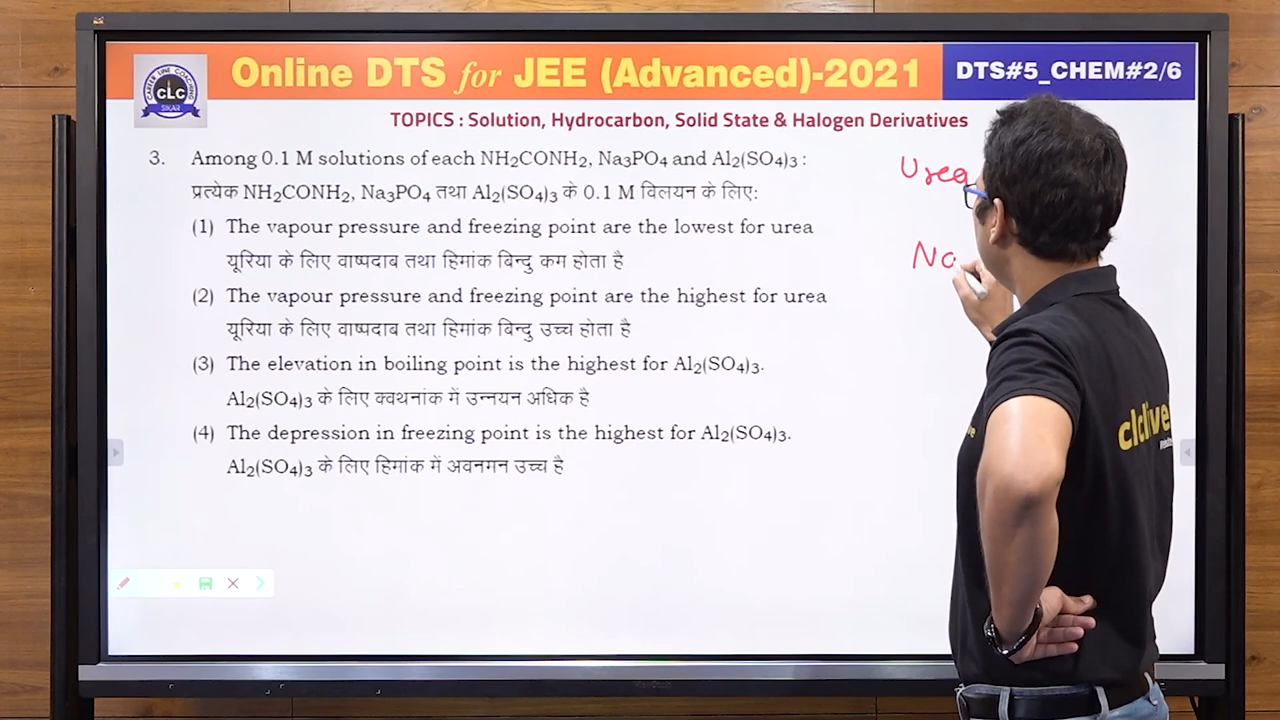 Online DTS for JEE (Advanced)-2021
DTS#5_CHEM#2/6
CAREER LINE COACHING
CLC
SIKAR
TOPICS : Solution, Hydrocarbon, Solid State & Halogen Derivatives
3. Among 0.1 M solutions of each NH₂CONH₂, Na₃PO₄ and Al₂(SO₄)₃ :
प्रत्येक NH₂CONH₂, Na₃PO₄ तथा Al₂(SO₄)₃ के 0.1 M विलयन के लिए:
(1) The vapour pressure and freezing point are the lowest for urea
यूरिया के लिए वाष्पदाब तथा हिमांक बिन्दु कम होता है
(2) The vapour pressure and freezing point are the highest for urea
यूरिया के लिए वाष्पदाब तथा हिमांक बिन्दु उच्च होता है
(3) The elevation in boiling point is the highest for Al₂(SO₄)₃.
Al₂(SO₄)₃ के लिए क्वथनांक में उन्नयन अधिक है
(4) The depression in freezing point is the highest for Al₂(SO₄)₃.
Al₂(SO₄)₃ के लिए हिमांक में अवनमन उच्च है
Urea
Na